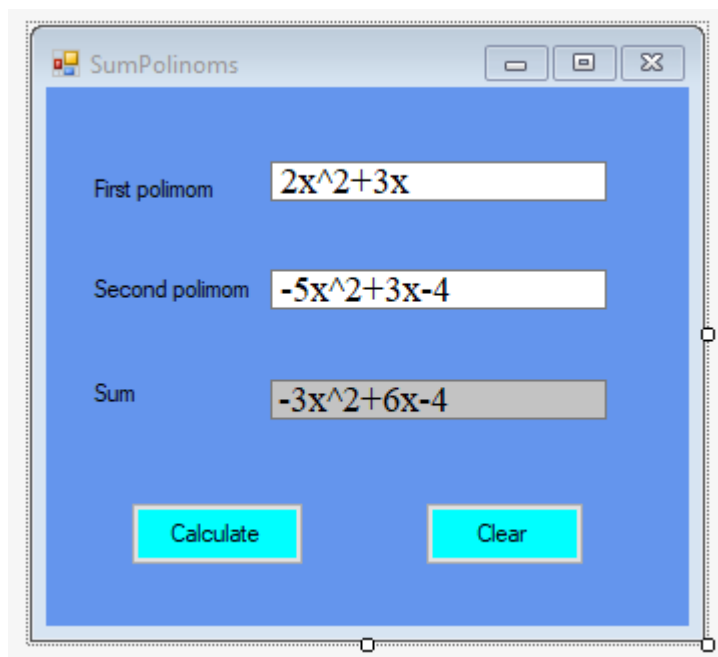 SumPolinoms
First polimom 2x^2+3x
Second polimom -5x^2+3x-4
Sum -3x^2+6x-4
Calculate Clear